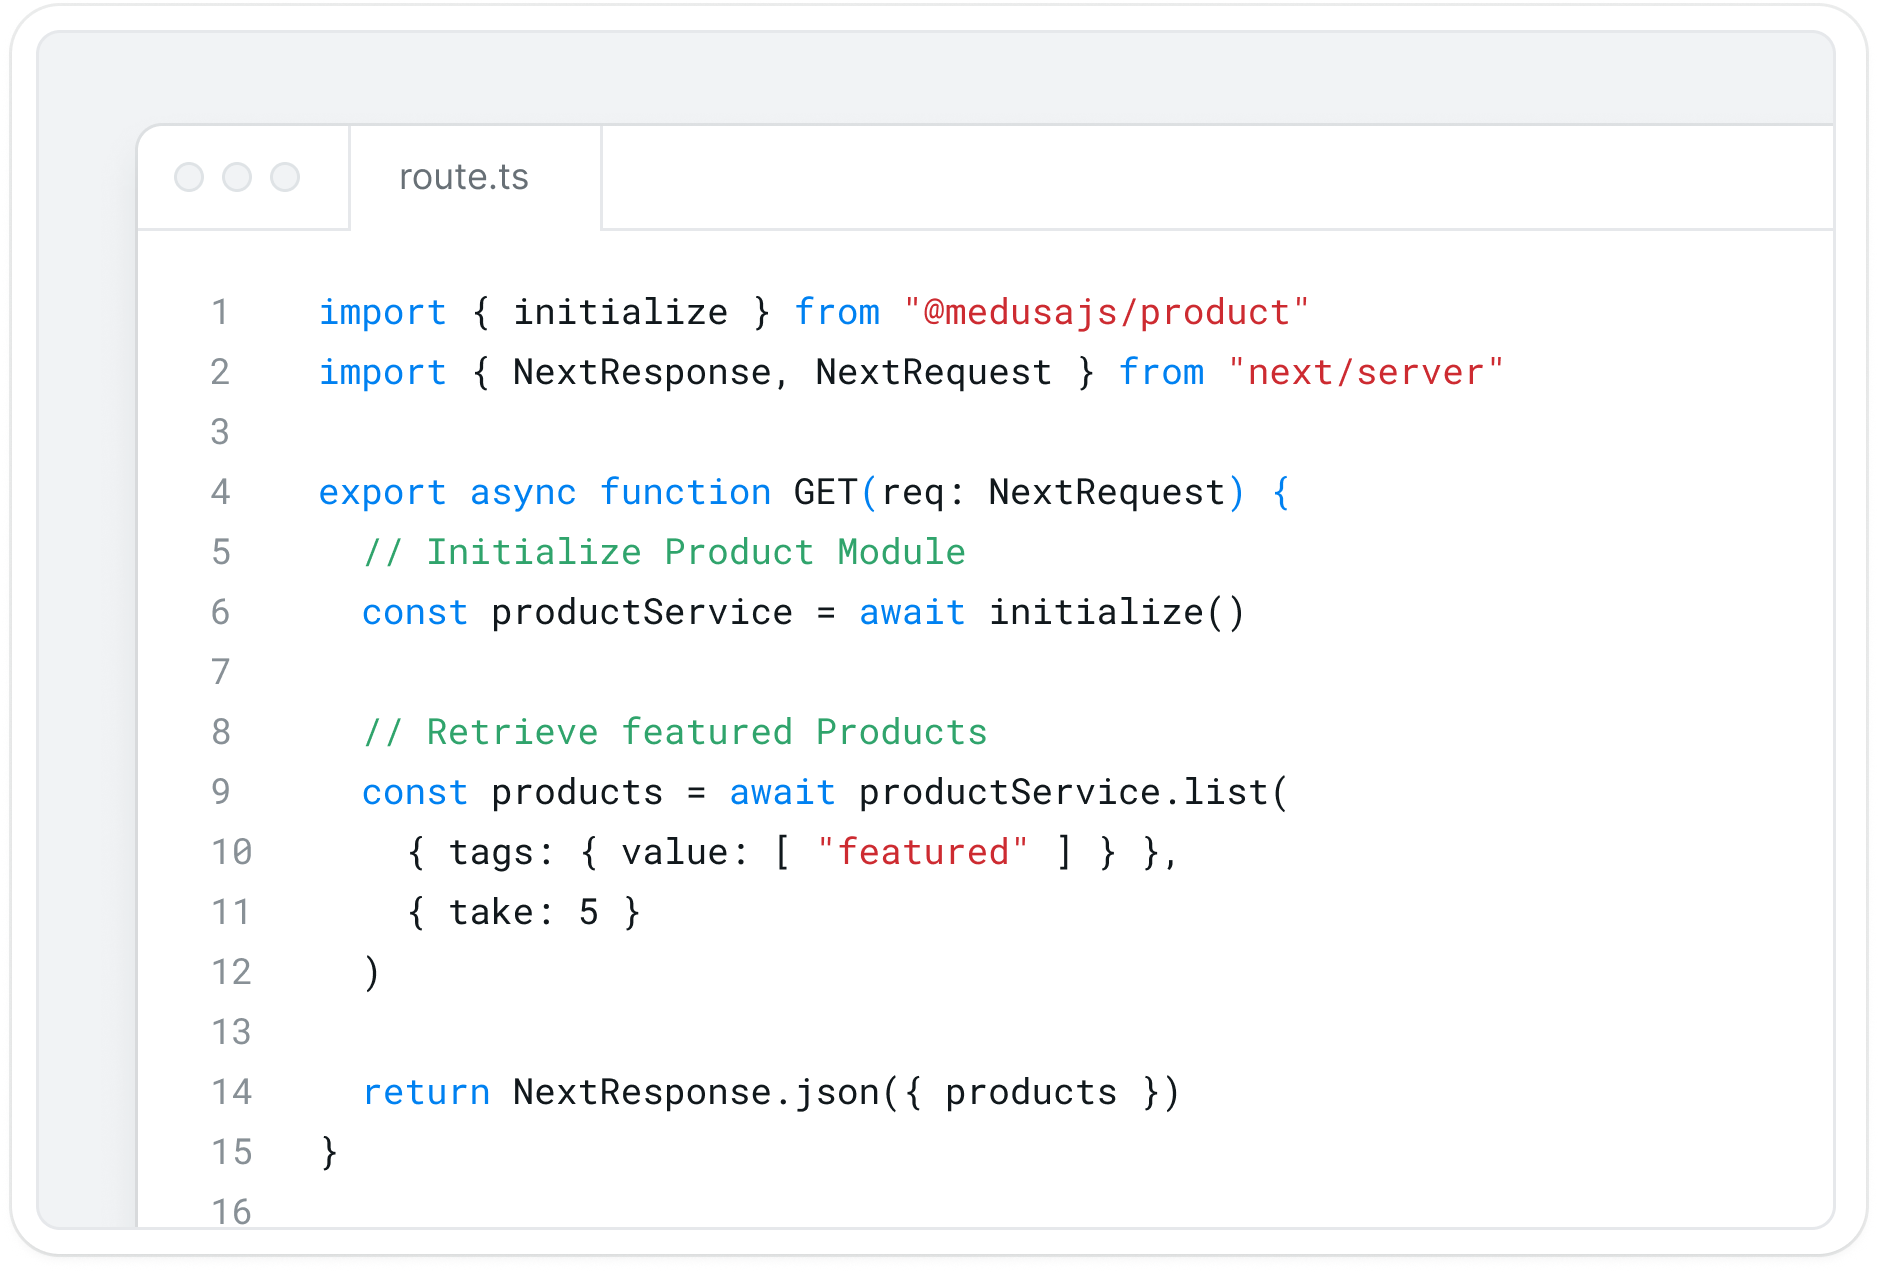 route.ts
1 import { initialize } from "@medusajs/product"
2 import { NextResponse, NextRequest } from "next/server"
3
4 export async function GET(req: NextRequest) {
5   // Initialize Product Module
6   const productService = await initialize()
7
8   // Retrieve featured Products
9   const products = await productService.list(
10     { tags: { value: [ "featured" ] } },
11     { take: 5 }
12   )
13
14   return NextResponse.json({ products })
15 }
16